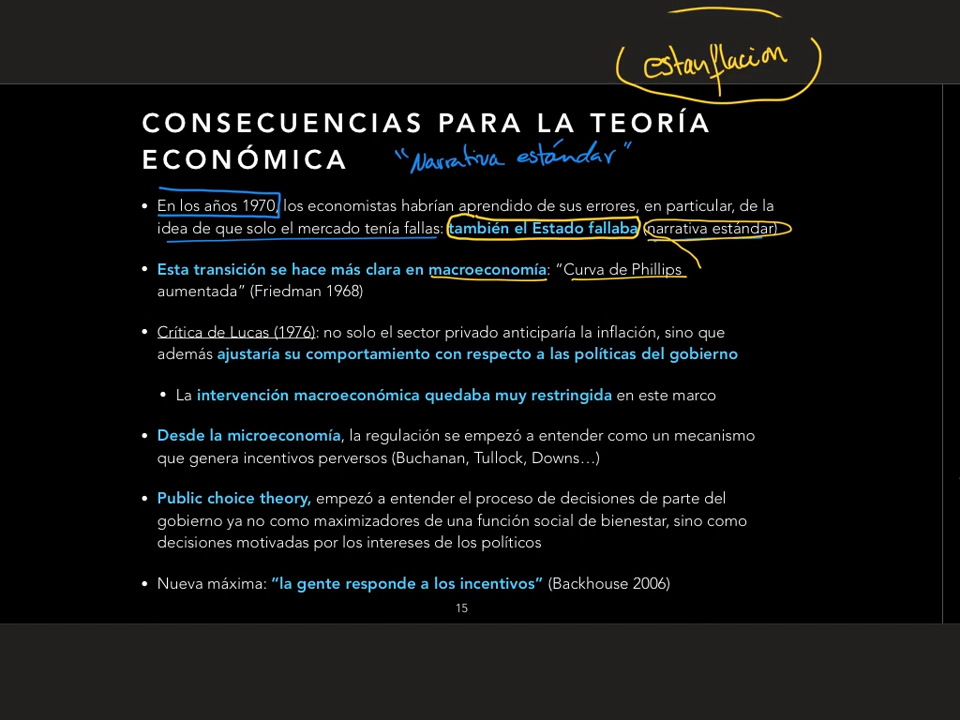 estanflacion
CONSECUENCIAS PARA LA TEORÍA
ECONÓMICA "Narrativa estándar"
• En los años 1970, los economistas habrían aprendido de sus errores, en particular, de la
idea de que solo el mercado tenía fallas: también el Estado fallaba (narrativa estándar)
• Esta transición se hace más clara en macroeconomía: “Curva de Phillips
aumentada” (Friedman 1968)
• Crítica de Lucas (1976): no solo el sector privado anticiparía la inflación, sino que
además ajustaría su comportamiento con respecto a las políticas del gobierno
• La intervención macroeconómica quedaba muy restringida en este marco
• Desde la microeconomía, la regulación se empezó a entender como un mecanismo
que genera incentivos perversos (Buchanan, Tullock, Downs…)
• Public choice theory, empezó a entender el proceso de decisiones de parte del
gobierno ya no como maximizadores de una función social de bienestar, sino como
decisiones motivadas por los intereses de los políticos
• Nueva máxima: “la gente responde a los incentivos” (Backhouse 2006)
15